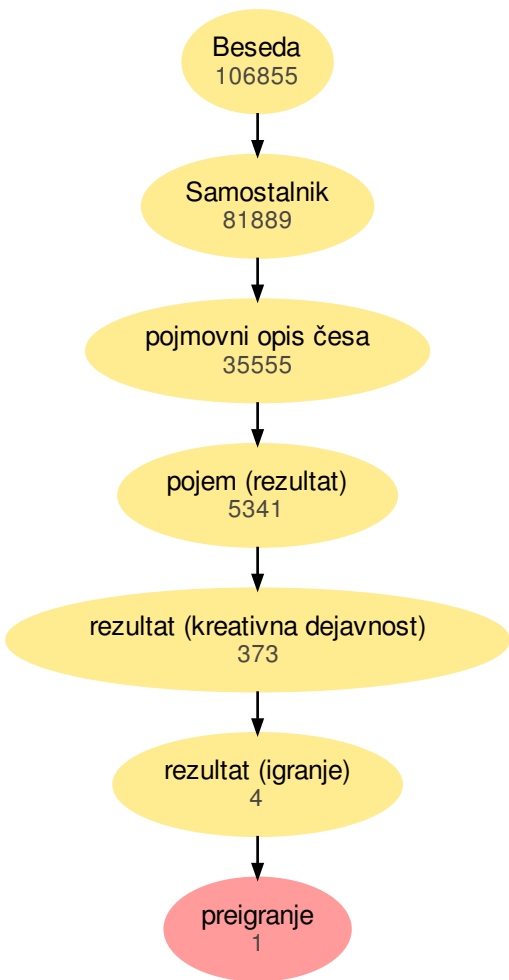 Beseda
106855
Samostalnik
81889
pojmovni opis česa
35555
pojem (rezultat)
5341
rezultat (kreativna dejavnost)
373
rezultat (igranje)
4
preigranje
1